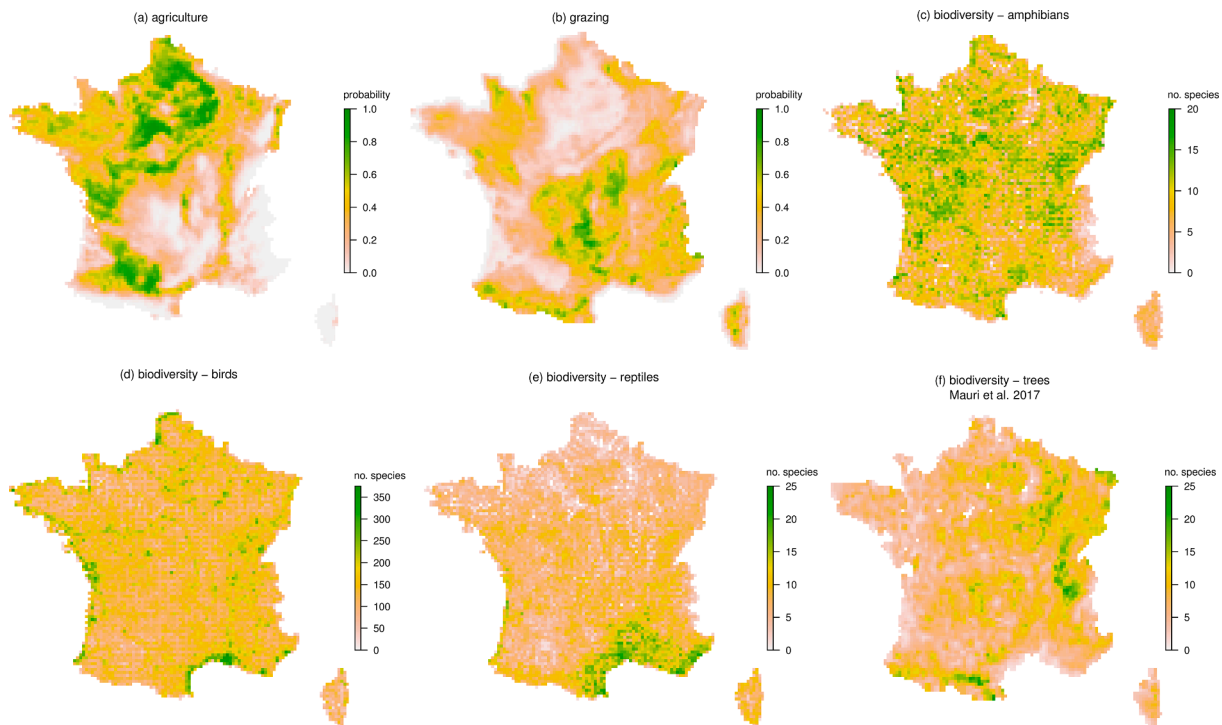 (a) agriculture
probability
1.0
0.8
0.6
0.4
0.2
0.0
(b) grazing
probability
1.0
0.8
0.6
0.4
0.2
0.0
(c) biodiversity − amphibians
no. species
20
15
10
5
0
(d) biodiversity − birds
no. species
350
300
250
200
150
100
50
0
(e) biodiversity − reptiles
no. species
25
20
15
10
5
0
(f) biodiversity − trees
Mauri et al. 2017
no. species
25
20
15
10
5
0